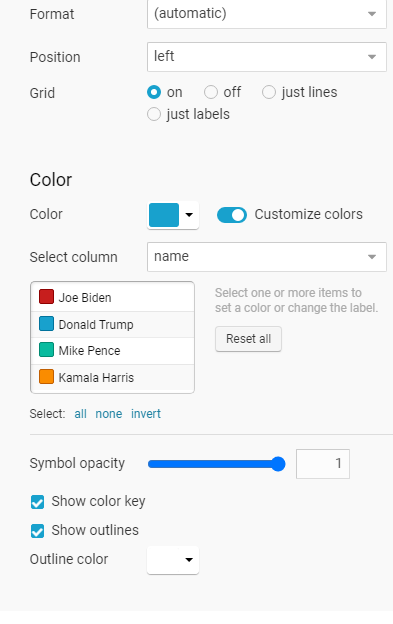 Format (automatic)
Position left
Grid on off just lines
just labels
Color
Color Customize colors
Select column name
Joe Biden
Donald Trump
Mike Pence
Kamala Harris
Select one or more items to
set a color or change the label.
Reset all
Select: all none invert
Symbol opacity 1
Show color key
Show outlines
Outline color